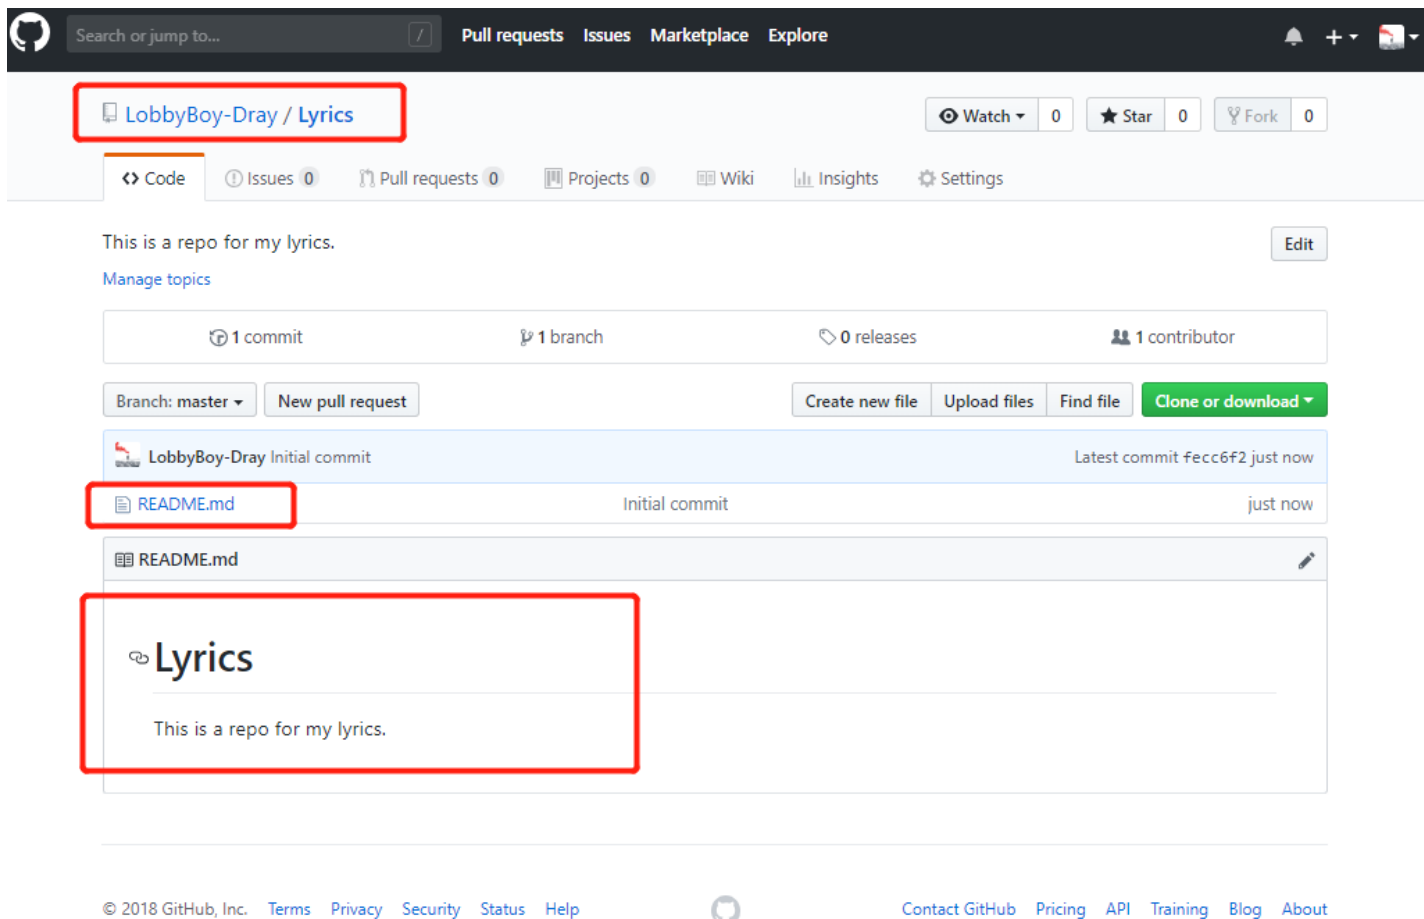 Search or jump to... / Pull requests Issues Marketplace Explore
LobbyBoy-Dray / Lyrics Watch 0 Star 0 Fork 0
Code Issues 0 Pull requests 0 Projects 0 Wiki Insights Settings
This is a repo for my lyrics. Edit
Manage topics
1 commit 1 branch 0 releases 1 contributor
Branch: master New pull request Create new file Upload files Find file Clone or download
LobbyBoy-Dray Initial commit Latest commit fecc6f2 just now
README.md Initial commit just now
README.md
Lyrics
This is a repo for my lyrics.
© 2018 GitHub, Inc. Terms Privacy Security Status Help Contact GitHub Pricing API Training Blog About